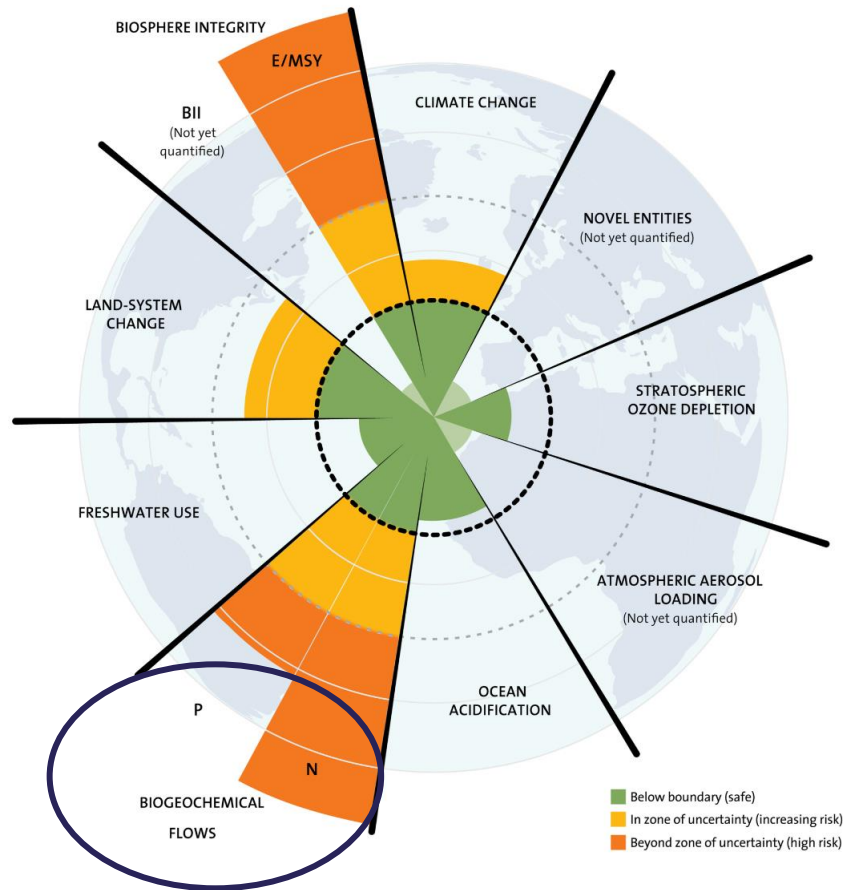 BIOSPHERE INTEGRITY
E/MSY
BII
(Not yet
quantified)
CLIMATE CHANGE
NOVEL ENTITIES
(Not yet quantified)
LAND-SYSTEM
CHANGE
STRATOSPHERIC
OZONE DEPLETION
FRESHWATER USE
ATMOSPHERIC AEROSOL
LOADING
(Not yet quantified)
OCEAN
ACIDIFICATION
P
N
BIOGEOCHEMICAL
FLOWS
Below boundary (safe)
In zone of uncertainty (increasing risk)
Beyond zone of uncertainty (high risk)